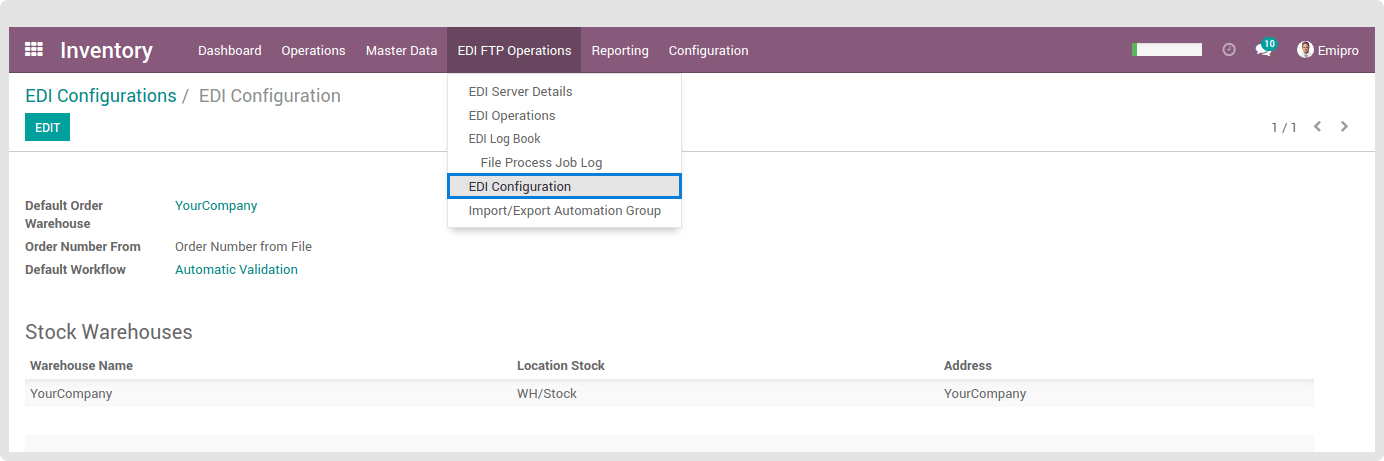 Inventory Dashboard Operations Master Data EDI FTP Operations Reporting Configuration 10 Emipro
EDI Configurations / EDI Configuration
EDIT
1 / 1
EDI Server Details
EDI Operations
EDI Log Book
File Process Job Log
EDI Configuration
Import/Export Automation Group
Default Order Warehouse YourCompany
Order Number From Order Number from File
Default Workflow Automatic Validation
Stock Warehouses
Warehouse Name Location Stock Address
YourCompany WH/Stock YourCompany